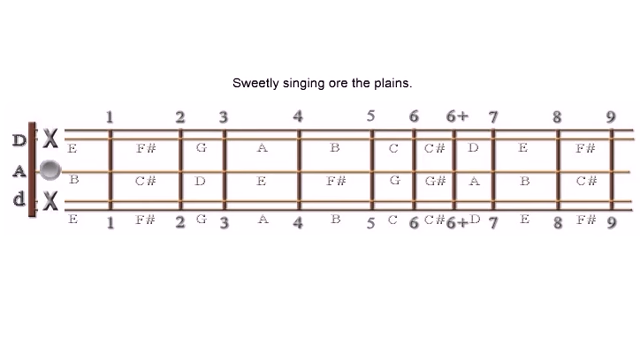 Sweetly singing ore the plains.
1 2 3 4 5 6 6+ 7 8 9
D X E F# G A B C C# D E F#
A B C# D E F# G G# A B C#
d X
E 1 F# 2 G 3 A 4 B 5 C 6 C# 6+ D 7 E 8 F# 9